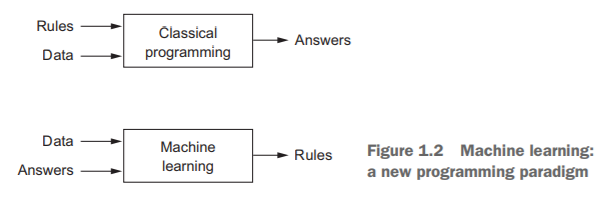 Rules
Data
Classical
programming
Answers
Data
Answers
Machine
learning
Rules
Figure 1.2 Machine learning:
a new programming paradigm